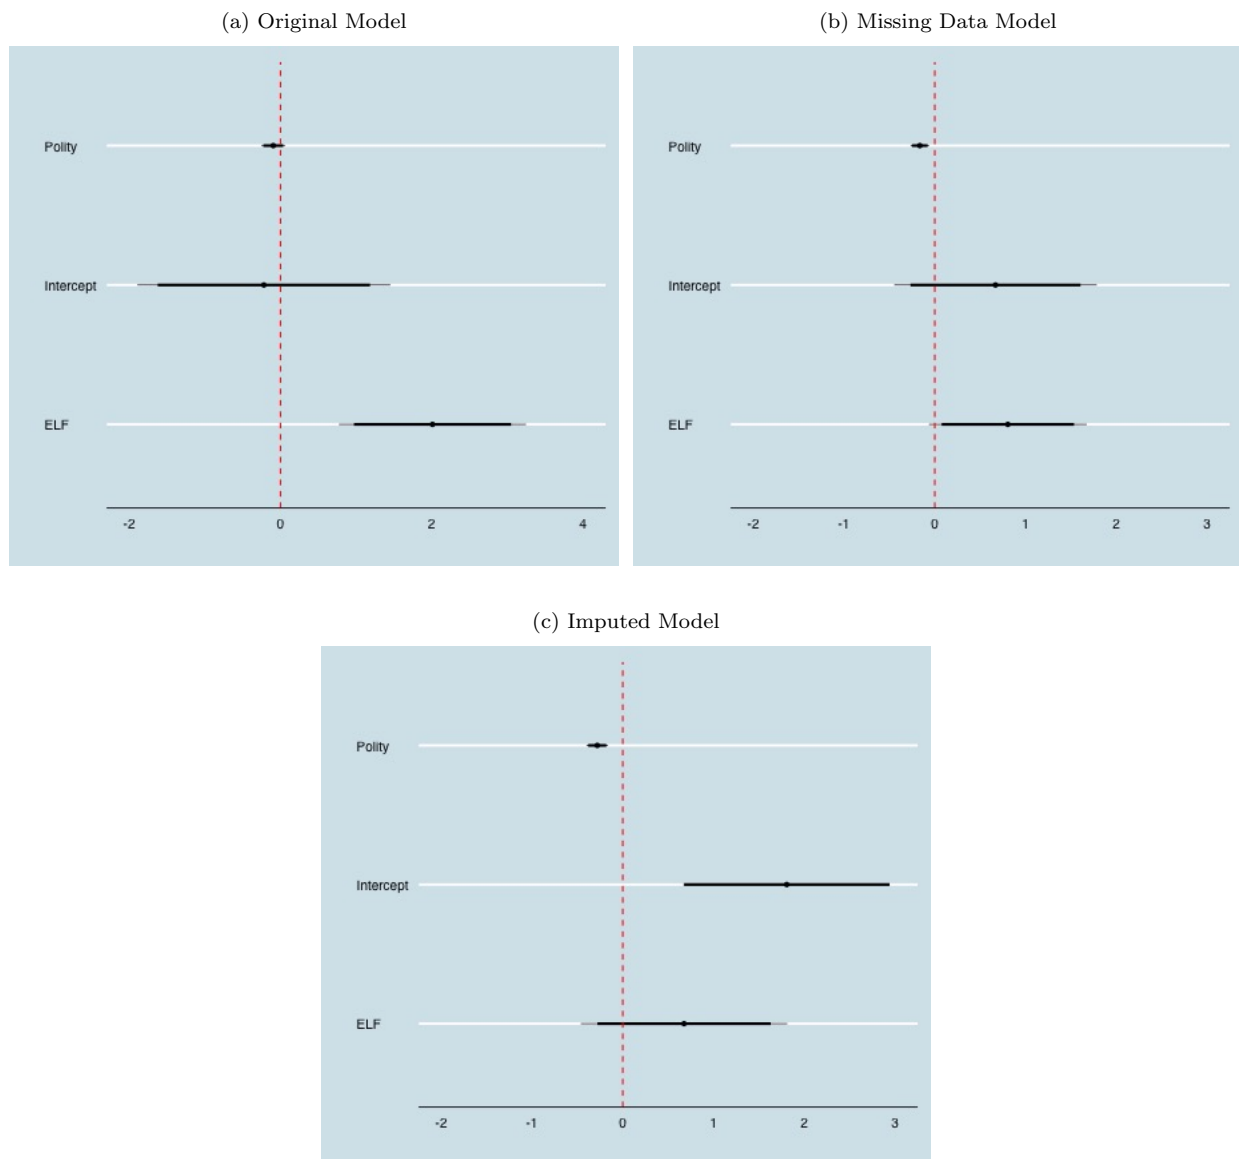 (a) Original Model
Polity
Intercept
ELF
-2 0 2 4
(b) Missing Data Model
Polity
Intercept
ELF
-2 -1 0 1 2 3
(c) Imputed Model
Polity
Intercept
ELF
-2 -1 0 1 2 3